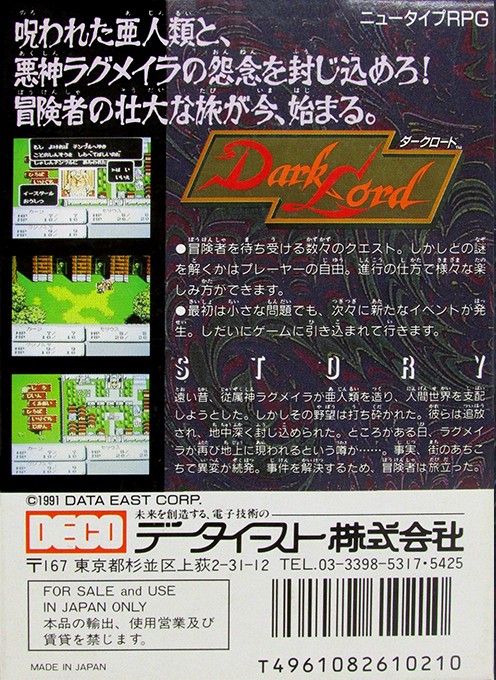 ニュータイプRPG
呪われた亜人類と、
悪神ラグメイラの怨念を封じ込めろ!
冒険者の壮大な旅が今、始まる。
ダークロード™
Dark Lord
●冒険者を待ち受ける数々のクエスト。しかしどの謎
を解くかはプレーヤーの自由。進行の仕方で様々な楽
しみ方ができます。
●最初は小さな問題でも、次々に新たなイベントが発
生。しだいにゲームに引き込まれて行きます。
STORY
遠い昔、従属神ラグメイラが亜人類を造り、人間世界を支配
しようとした。しかしその野望は打ち砕かれた。彼らは追放
され、地中深く封じ込められた。ところがある日、ラグメイ
ラが再び地上に現われるという噂が……。事実、街のあちこ
ちで異変が続発。事件を解決するため、冒険者は旅立った。
©1991 DATA EAST CORP.
DECO
未来を創造する、電子技術の
データイースト株式会社
〒167 東京都杉並区上荻2-31-12 TEL.03-3398-5317・5425
FOR SALE and USE
IN JAPAN ONLY
本品の輸出、使用営業及び
賃貸を禁じます。
MADE IN JAPAN
T4961082610210